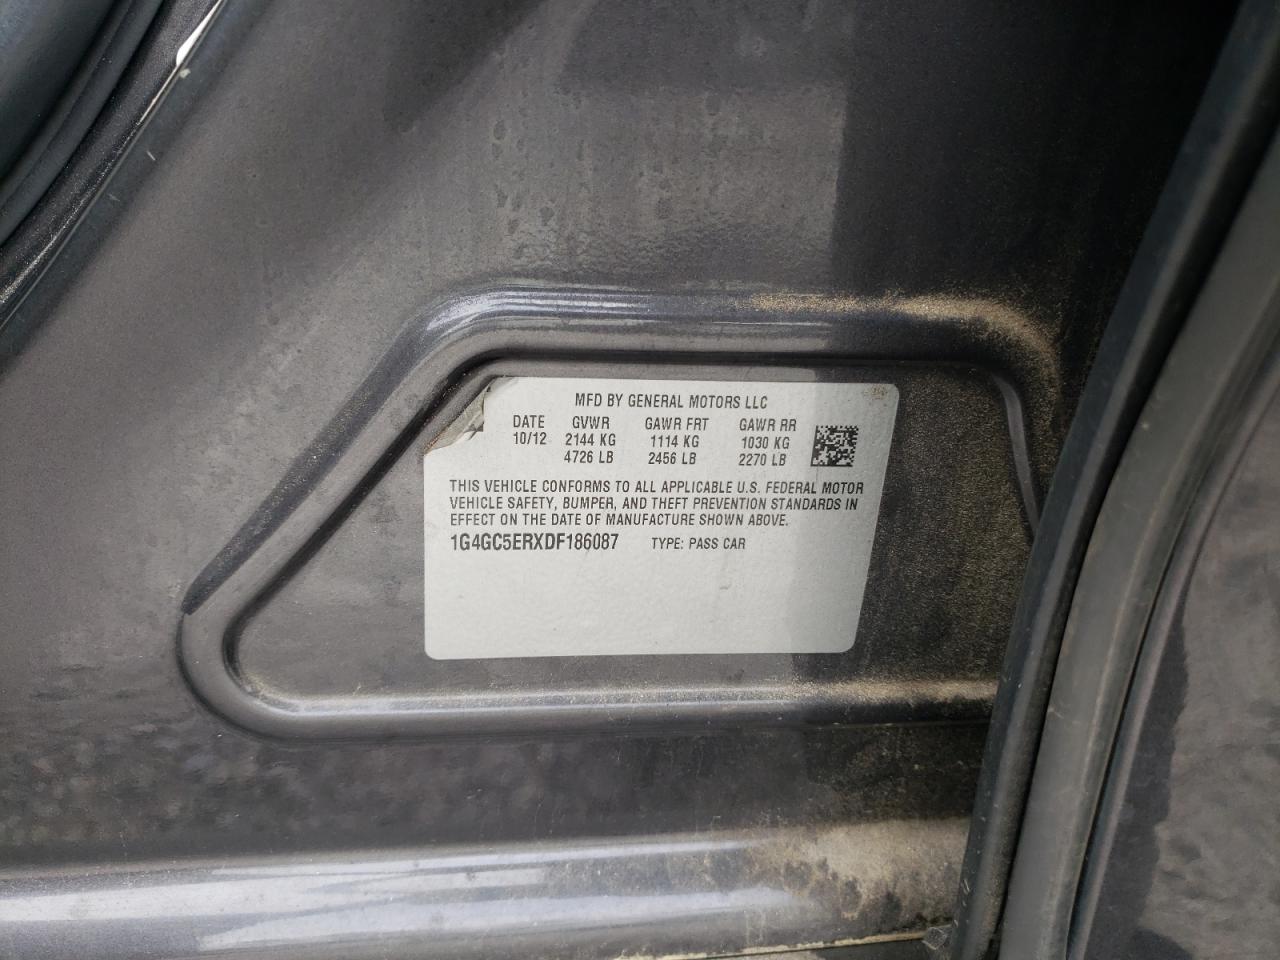 MFD BY GENERAL MOTORS LLC
DATE GVWR GAWR FRT GAWR RR
10/12 2144 KG 1114 KG 1030 KG
4726 LB 2456 LB 2270 LB
THIS VEHICLE CONFORMS TO ALL APPLICABLE U.S. FEDERAL MOTOR
VEHICLE SAFETY, BUMPER, AND THEFT PREVENTION STANDARDS IN
EFFECT ON THE DATE OF MANUFACTURE SHOWN ABOVE.
1G4GC5ERXDF186087 TYPE: PASS CAR